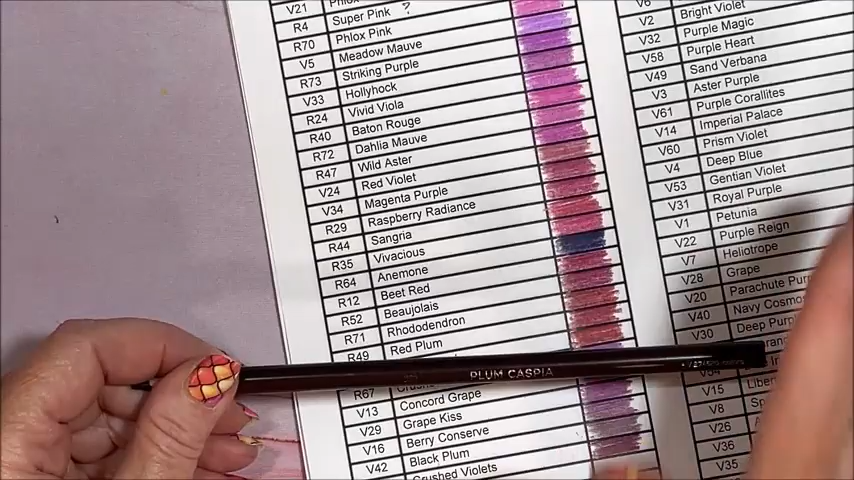 V21
R4 Super Pink ?
R70 Phlox Pink
V5 Meadow Mauve
R73 Striking Purple
V33 Hollyhock
R24 Vivid Viola
R40 Baton Rouge
R72 Dahlia Mauve
R47 Wild Aster
V24 Red Violet
V34 Magenta Purple
R29 Raspberry Radiance
R44 Sangria
R35 Vivacious
R64 Anemone
R12 Beet Red
R52 Beaujolais
R71 Rhododendron
R49 Red Plum
R67
V13 Concord Grape
V29 Grape Kiss
V16 Berry Conserve
V42 Black Plum
Crushed Violets
PLUM CASPIA
V6 Bright Violet
V2 Purple Magic
V32 Purple Heart
V58 Sand Verbana
V49 Aster Purple
V3 Purple Corallites
V61 Imperial Palace
V14 Prism Violet
V60 Deep Blue
V4 Gentian Violet
V53 Royal Purple
V31 Petunia
V1 Purple Reign
V22 Heliotrope
V7 Grape
V28 Parachute
V20 Navy
V40 Deep
V30
V15
V8
V26
V36
V35